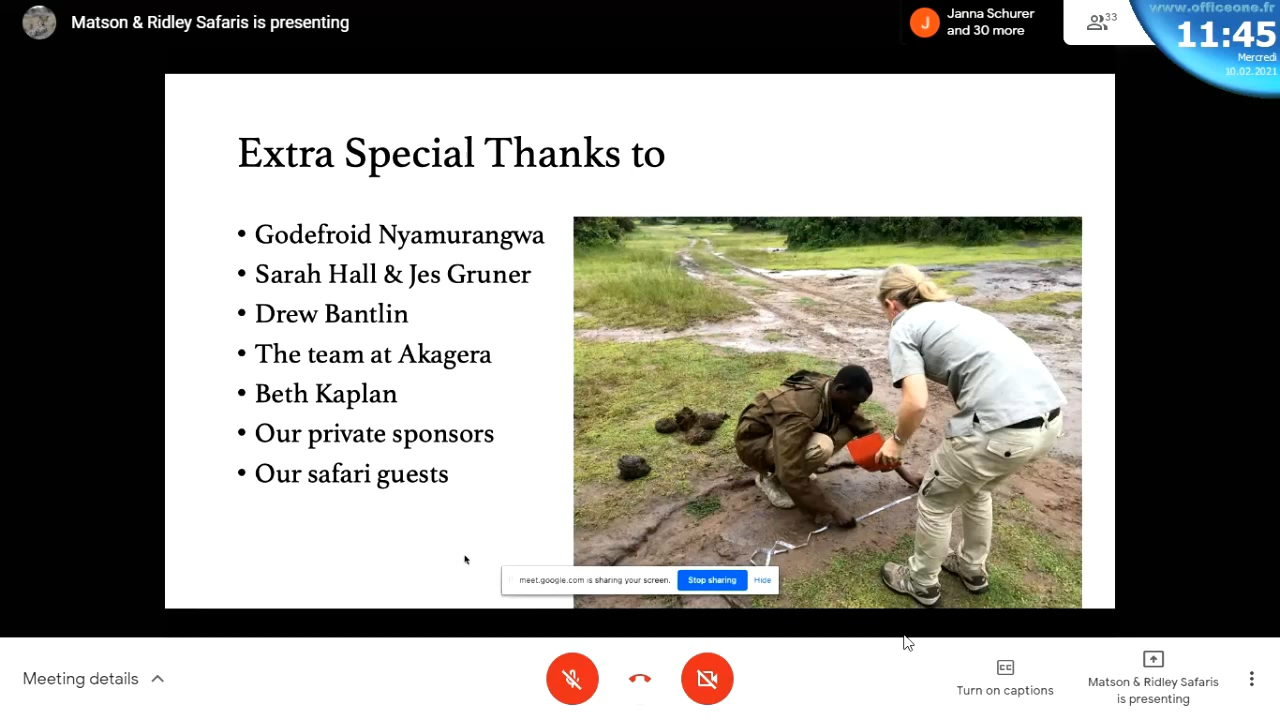 Matson & Ridley Safaris is presenting
J
Janna Schurer
and 30 more
33
www.officeone.fr
11:45
Mercredi
10.02.2021
Extra Special Thanks to
• Godefroid Nyamurangwa
• Sarah Hall & Jes Gruner
• Drew Bantlin
• The team at Akagera
• Beth Kaplan
• Our private sponsors
• Our safari guests
meet.google.com is sharing your screen.
Stop sharing
Hide
Meeting details
CC
Turn on captions
Matson & Ridley Safaris
is presenting